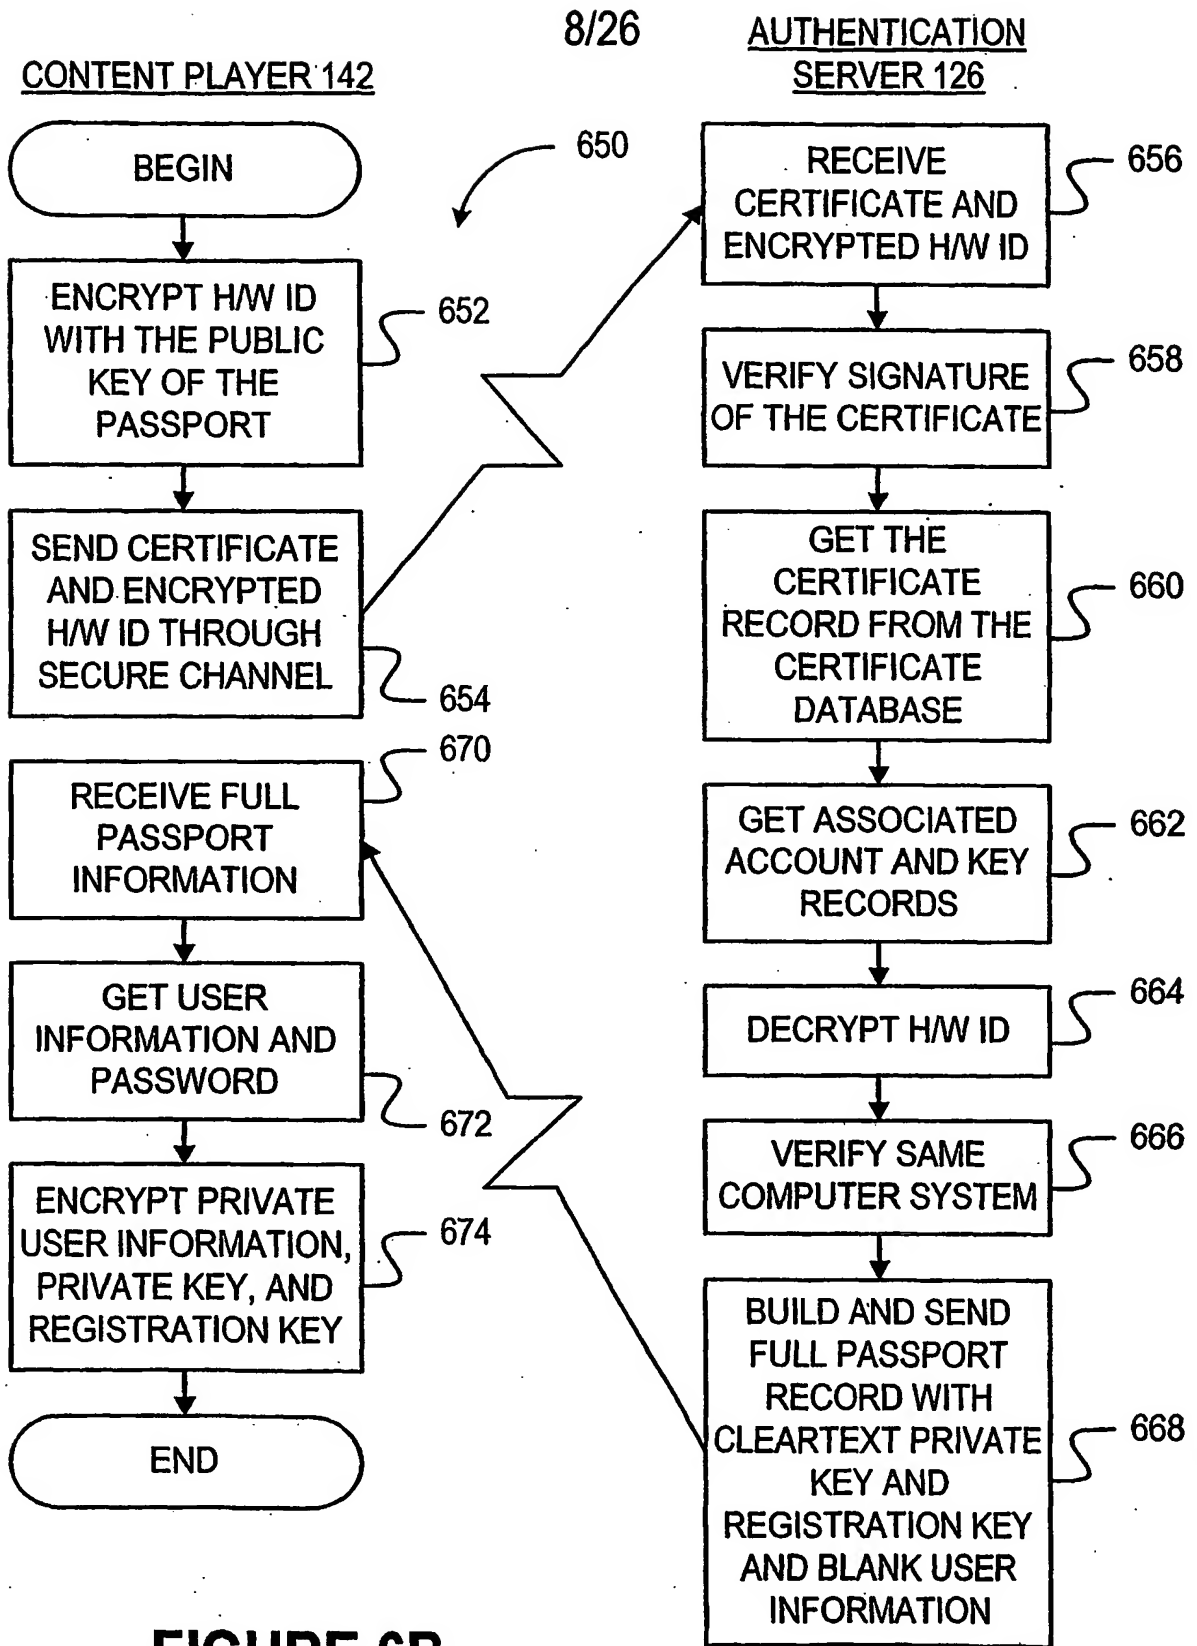 8/26
CONTENT PLAYER 142
BEGIN
650
ENCRYPT H/W ID
WITH THE PUBLIC
KEY OF THE
PASSPORT
652
SEND CERTIFICATE
AND ENCRYPTED
H/W ID THROUGH
SECURE CHANNEL
654
670
RECEIVE FULL
PASSPORT
INFORMATION
GET USER
INFORMATION AND
PASSWORD
672
ENCRYPT PRIVATE
USER INFORMATION,
PRIVATE KEY, AND
REGISTRATION KEY
674
END
AUTHENTICATION
SERVER 126
RECEIVE
CERTIFICATE AND
ENCRYPTED H/W ID
656
VERIFY SIGNATURE
OF THE CERTIFICATE
658
GET THE
CERTIFICATE
RECORD FROM THE
CERTIFICATE
DATABASE
660
GET ASSOCIATED
ACCOUNT AND KEY
RECORDS
662
DECRYPT H/W ID
664
VERIFY SAME
COMPUTER SYSTEM
666
BUILD AND SEND
FULL PASSPORT
RECORD WITH
CLEARTEXT PRIVATE
KEY AND
REGISTRATION KEY
AND BLANK USER
INFORMATION
668
FIGURE 6B